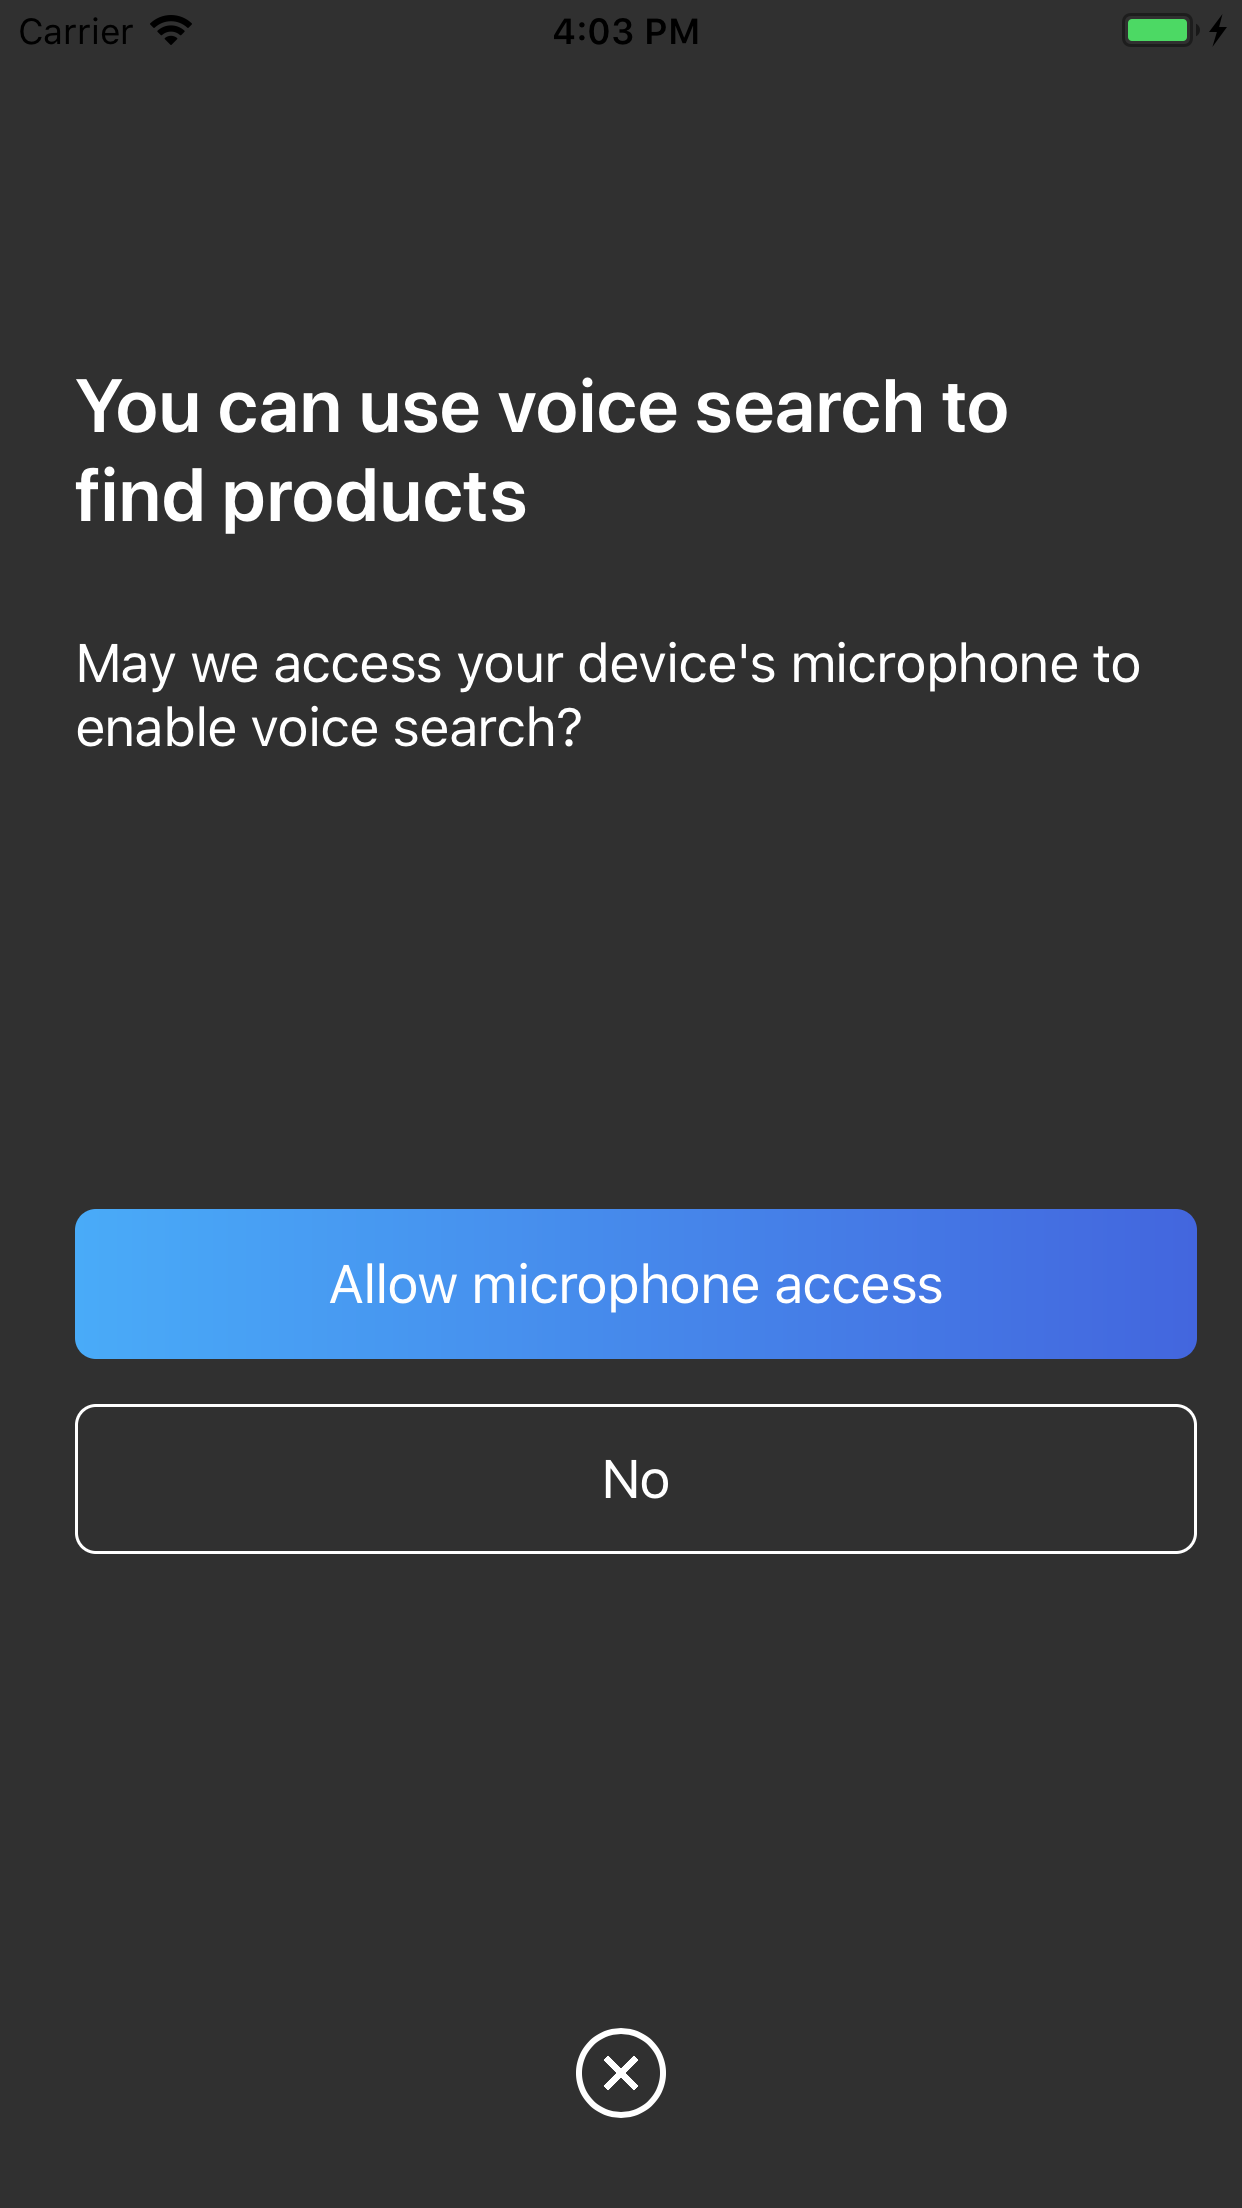 Carrier 4:03 PM
You can use voice search to
find products
May we access your device's microphone to
enable voice search?
Allow microphone access
No